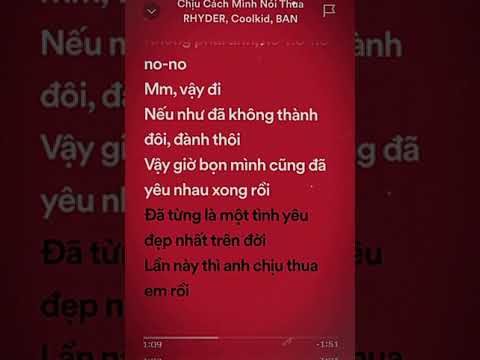 Chịu Cách Mình Nói Thua
RHYDER, Coolkid, BAN
no-no
Mm, vậy đi
Nếu như đã không thành
đôi, đành thôi
Vậy giờ bọn mình cũng đã
yêu nhau xong rồi
Đã từng là một tình yêu
đẹp nhất trên đời
Lần này thì anh chịu thua
em rồi
1:09
-1:51